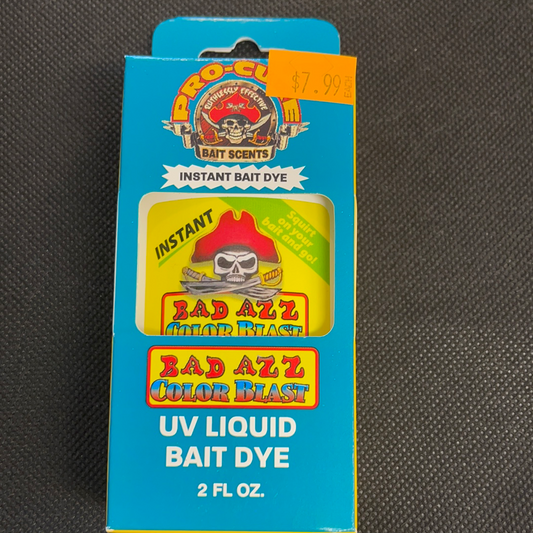 PRO-CURE
$7.99
RUTHLESSLY EFFECTIVE
BAIT SCENTS
INSTANT BAIT DYE
INSTANT
Squirt
on your
bait and go!
BAD AZZ
COLOR BLAST
BAD AZZ
COLOR BLAST
UV LIQUID
BAIT DYE
2 FL OZ.